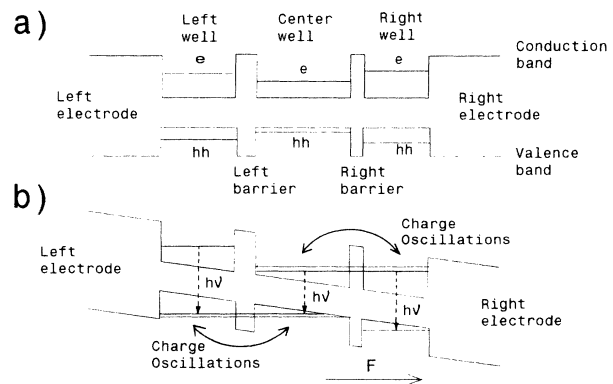 a)
Left well
Center well
Right well
e
e
e
Conduction band
Left electrode
Right electrode
hh
hh
hh
Valence band
Left barrier
Right barrier
b)
Charge Oscillations
Left electrode
hν
hν
hν
Right electrode
Charge Oscillations
F